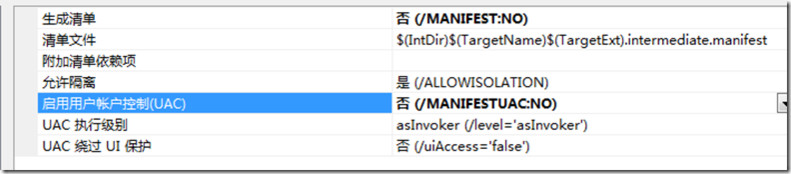 生成清单 否 (/MANIFEST:NO)
清单文件 $(IntDir)$(TargetName)$(TargetExt).intermediate.manifest
附加清单依赖项
允许隔离 是 (/ALLOWISOLATION)
启用用户帐户控制(UAC) 否 (/MANIFESTUAC:NO)
UAC 执行级别 asInvoker (/level='asInvoker')
UAC 绕过 UI 保护 否 (/uiAccess='false')